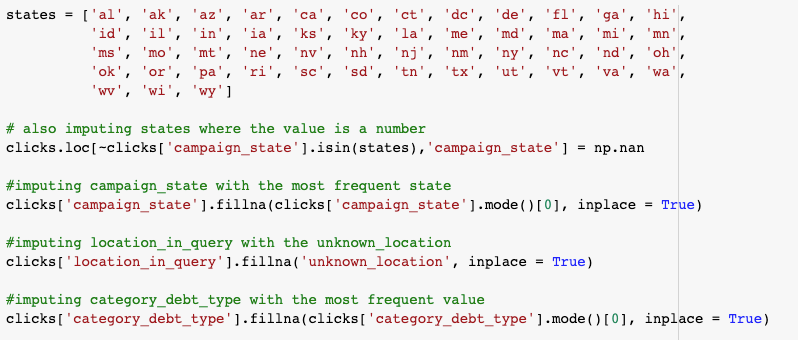 states = ['al', 'ak', 'az', 'ar', 'ca', 'co', 'ct', 'dc', 'de', 'fl', 'ga', 'hi',
          'id', 'il', 'in', 'ia', 'ks', 'ky', 'la', 'me', 'md', 'ma', 'mi', 'mn',
          'ms', 'mo', 'mt', 'ne', 'nv', 'nh', 'nj', 'nm', 'ny', 'nc', 'nd', 'oh',
          'ok', 'or', 'pa', 'ri', 'sc', 'sd', 'tn', 'tx', 'ut', 'vt', 'va', 'wa',
          'wv', 'wi', 'wy']
# also imputing states where the value is a number
clicks.loc[~clicks['campaign_state'].isin(states),'campaign_state'] = np.nan
#imputing campaign_state with the most frequent state
clicks['campaign_state'].fillna(clicks['campaign_state'].mode()[0], inplace = True)
#imputing location_in_query with the unknown_location
clicks['location_in_query'].fillna('unknown_location', inplace = True)
#imputing category_debt_type with the most frequent value
clicks['category_debt_type'].fillna(clicks['category_debt_type'].mode()[0], inplace = True)